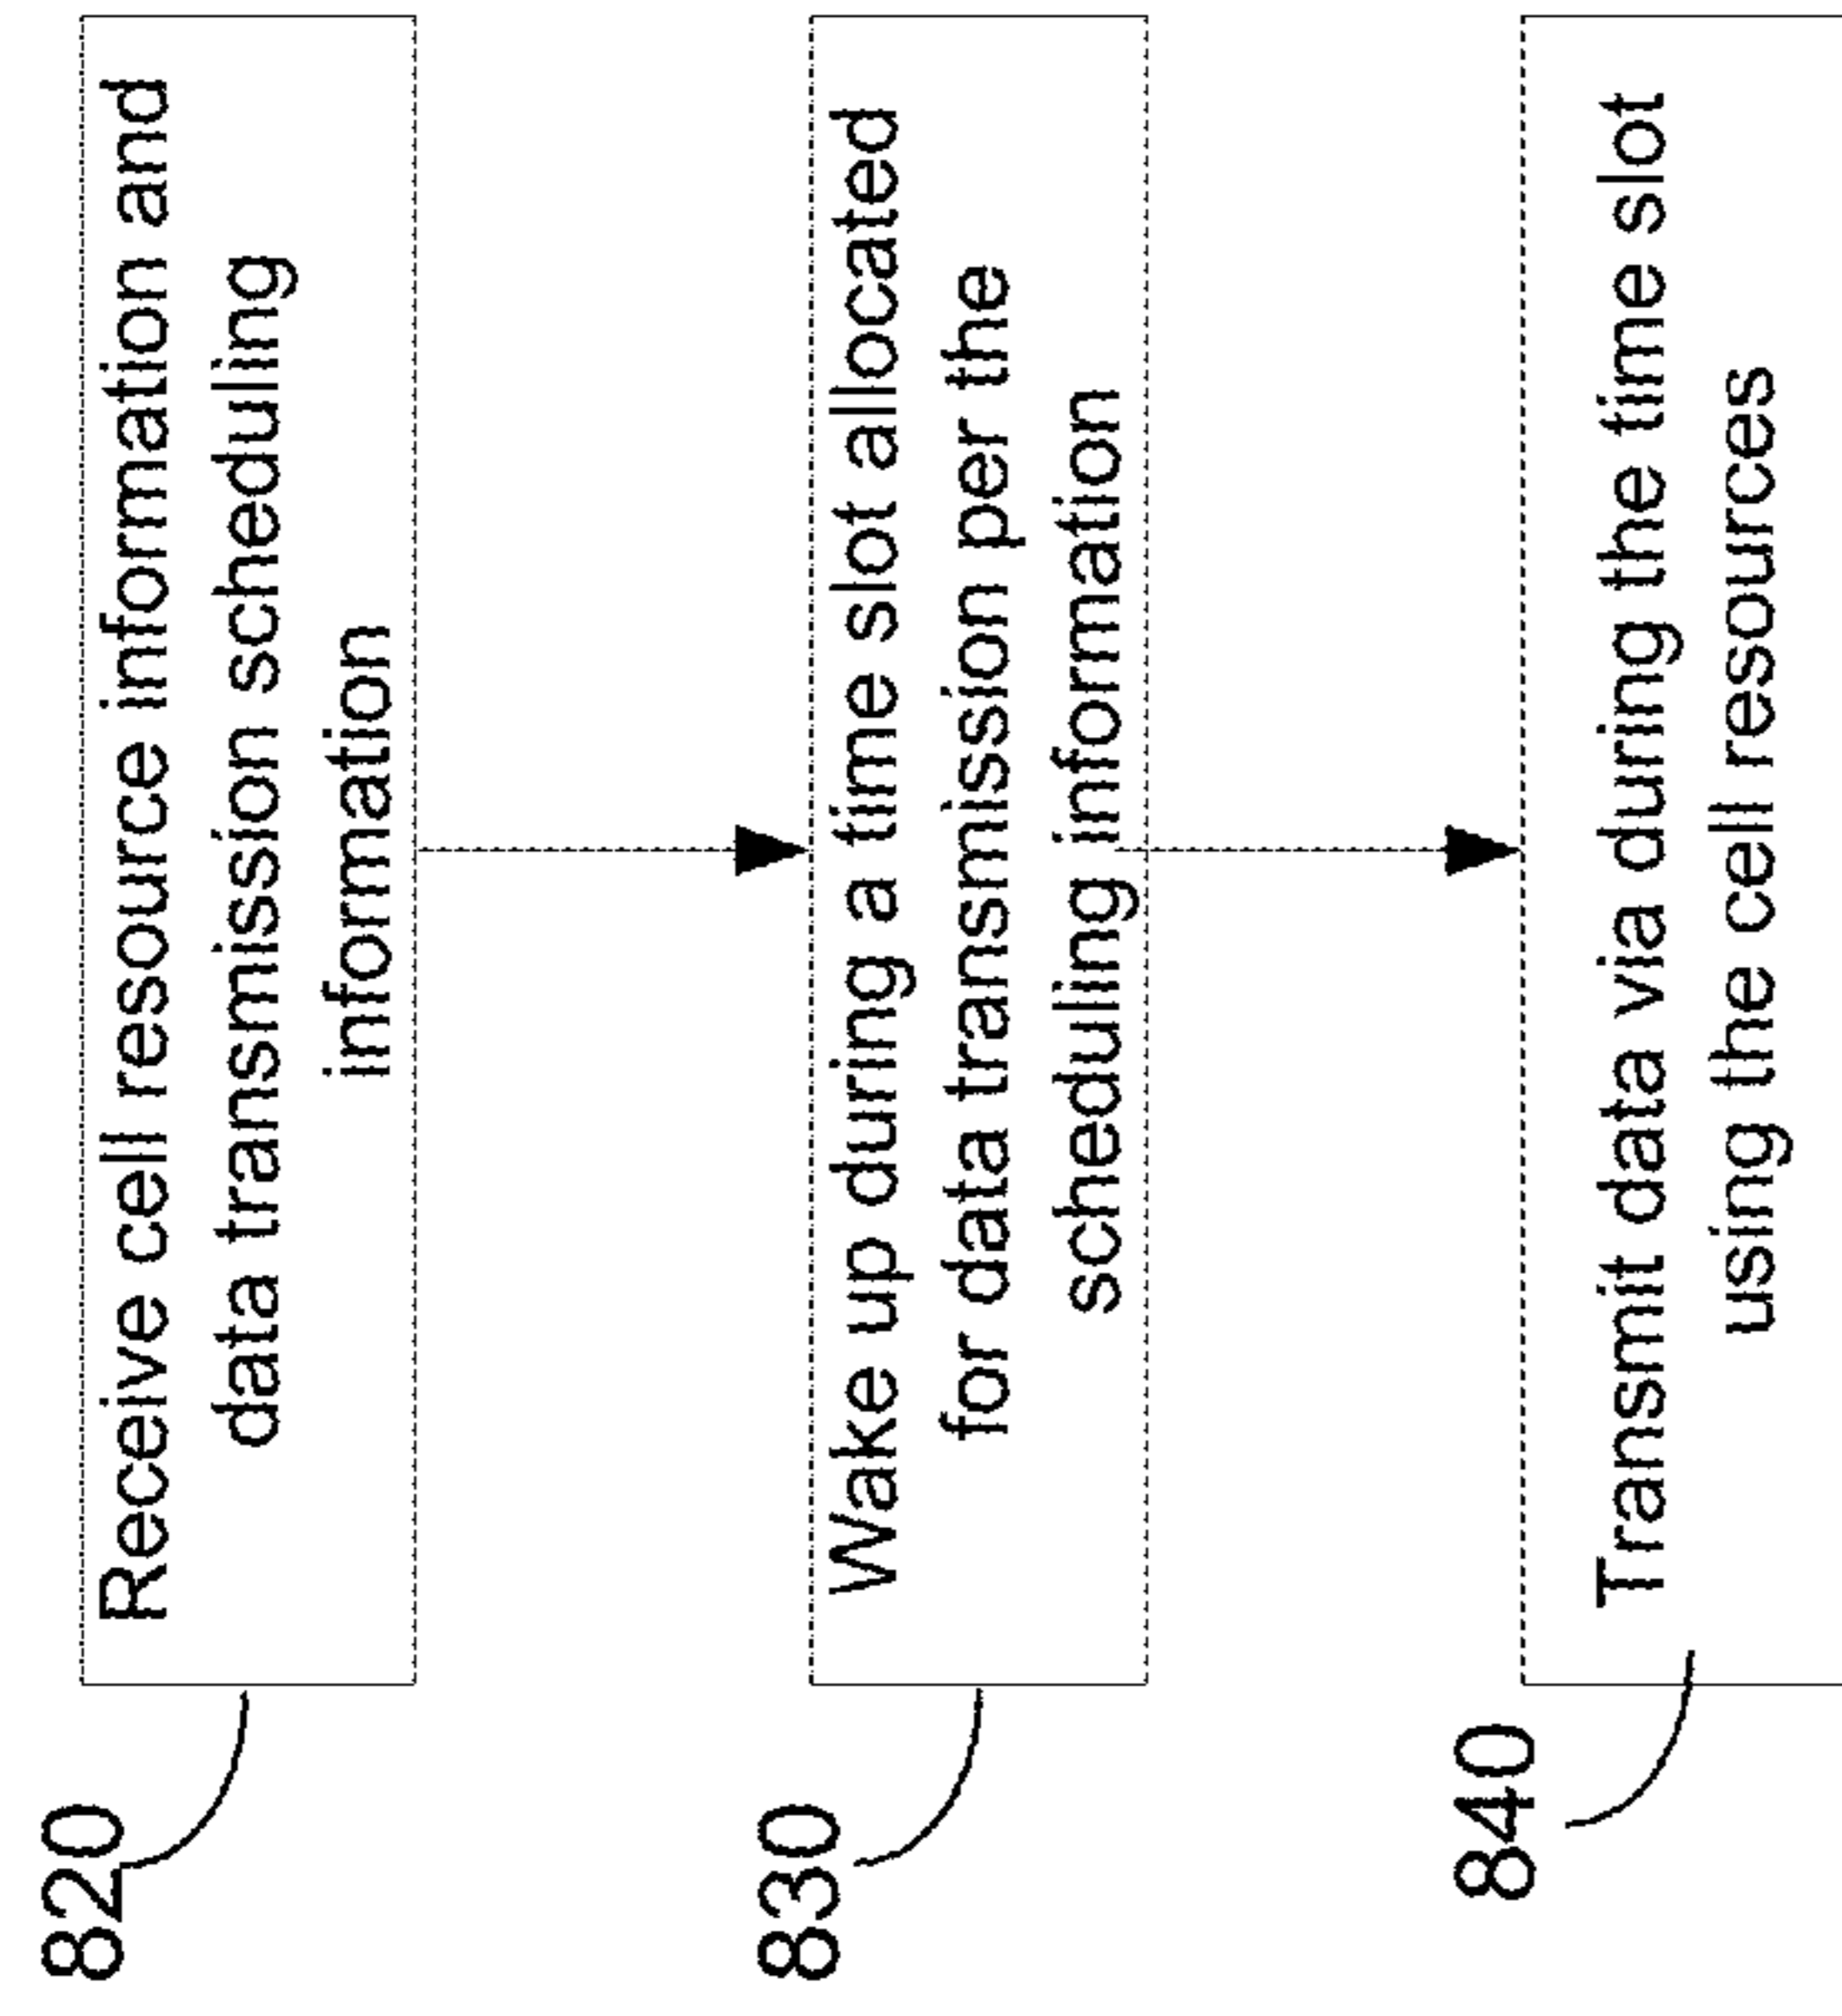 820
Receive cell resource information and
data transmission scheduling
information
830
Wake up during a time slot allocated
for data transmission per the
scheduling information
840
Transmit data via during the time slot
using the cell resources